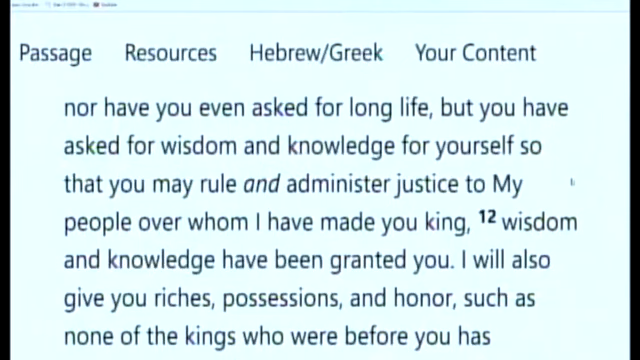 Passage Resources Hebrew/Greek Your Content
nor have you even asked for long life, but you have
asked for wisdom and knowledge for yourself so
that you may rule and administer justice to My
people over whom I have made you king, 12 wisdom
and knowledge have been granted you. I will also
give you riches, possessions, and honor, such as
none of the kings who were before you has